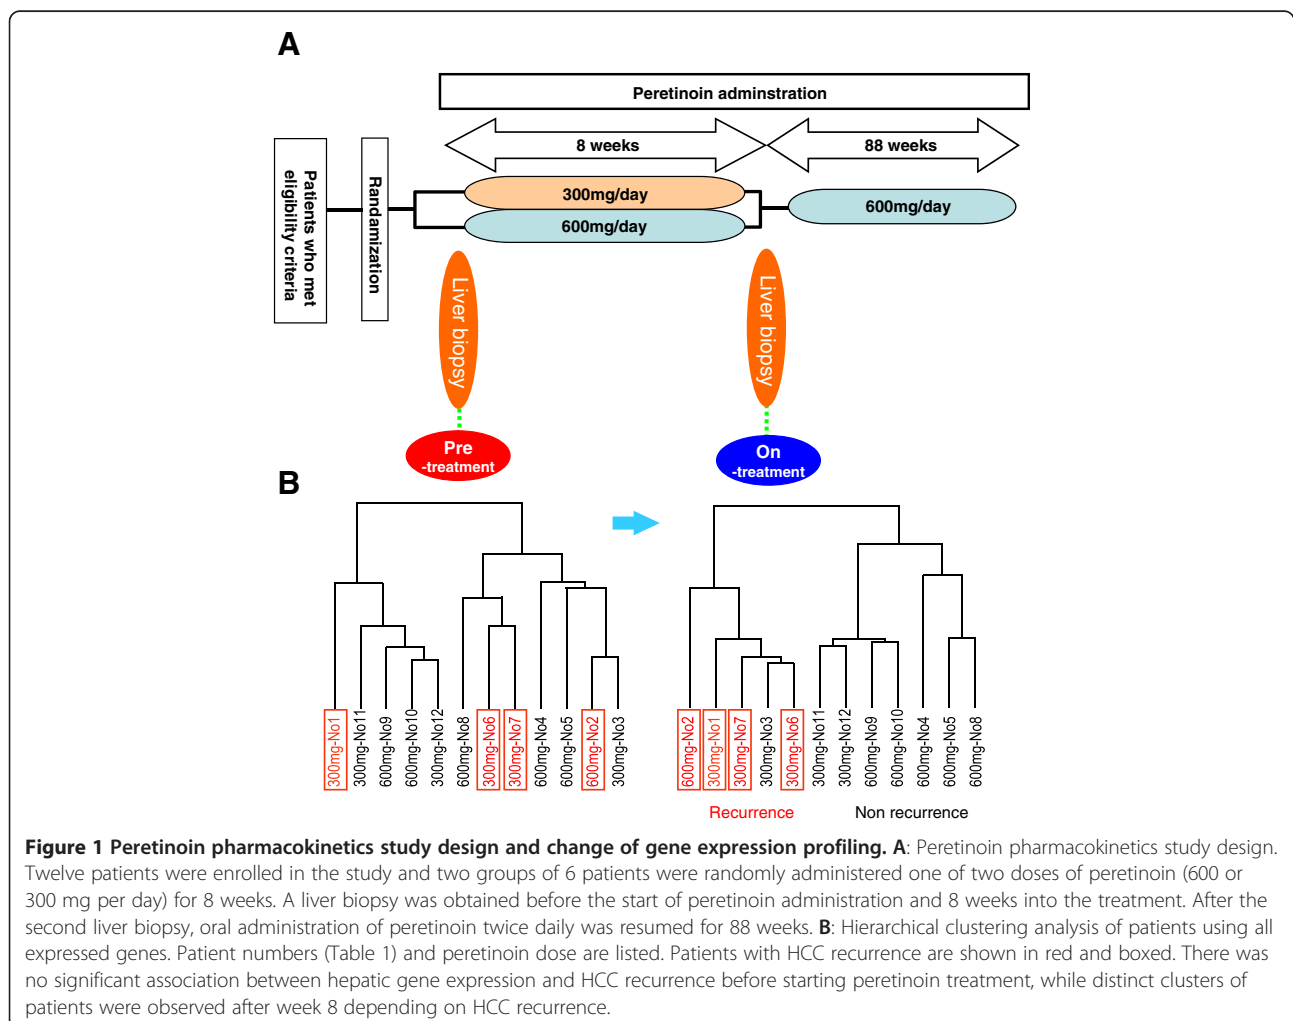 A
Peretinoin adminstration
8 weeks
88 weeks
Patients who met
eligibility criteria
Randamization
300mg/day
600mg/day
600mg/day
Liver biopsy
Liver biopsy
Pre
-treatment
On
-treatment
B
300mg-No1
300mg-No11
600mg-No9
600mg-No10
300mg-No12
600mg-No8
300mg-No6
300mg-No7
600mg-No4
600mg-No5
600mg-No2
300mg-No3
600mg-No2
300mg-No1
300mg-No7
300mg-No3
300mg-No6
300mg-No11
300mg-No12
600mg-No9
600mg-No10
600mg-No4
600mg-No5
600mg-No8
Recurrence
Non recurrence
Figure 1 Peretinoin pharmacokinetics study design and change of gene expression profiling. A: Peretinoin pharmacokinetics study design.
Twelve patients were enrolled in the study and two groups of 6 patients were randomly administered one of two doses of peretinoin (600 or
300 mg per day) for 8 weeks. A liver biopsy was obtained before the start of peretinoin administration and 8 weeks into the treatment. After the
second liver biopsy, oral administration of peretinoin twice daily was resumed for 88 weeks. B: Hierarchical clustering analysis of patients using all
expressed genes. Patient numbers (Table 1) and peretinoin dose are listed. Patients with HCC recurrence are shown in red and boxed. There was
no significant association between hepatic gene expression and HCC recurrence before starting peretinoin treatment, while distinct clusters of
patients were observed after week 8 depending on HCC recurrence.